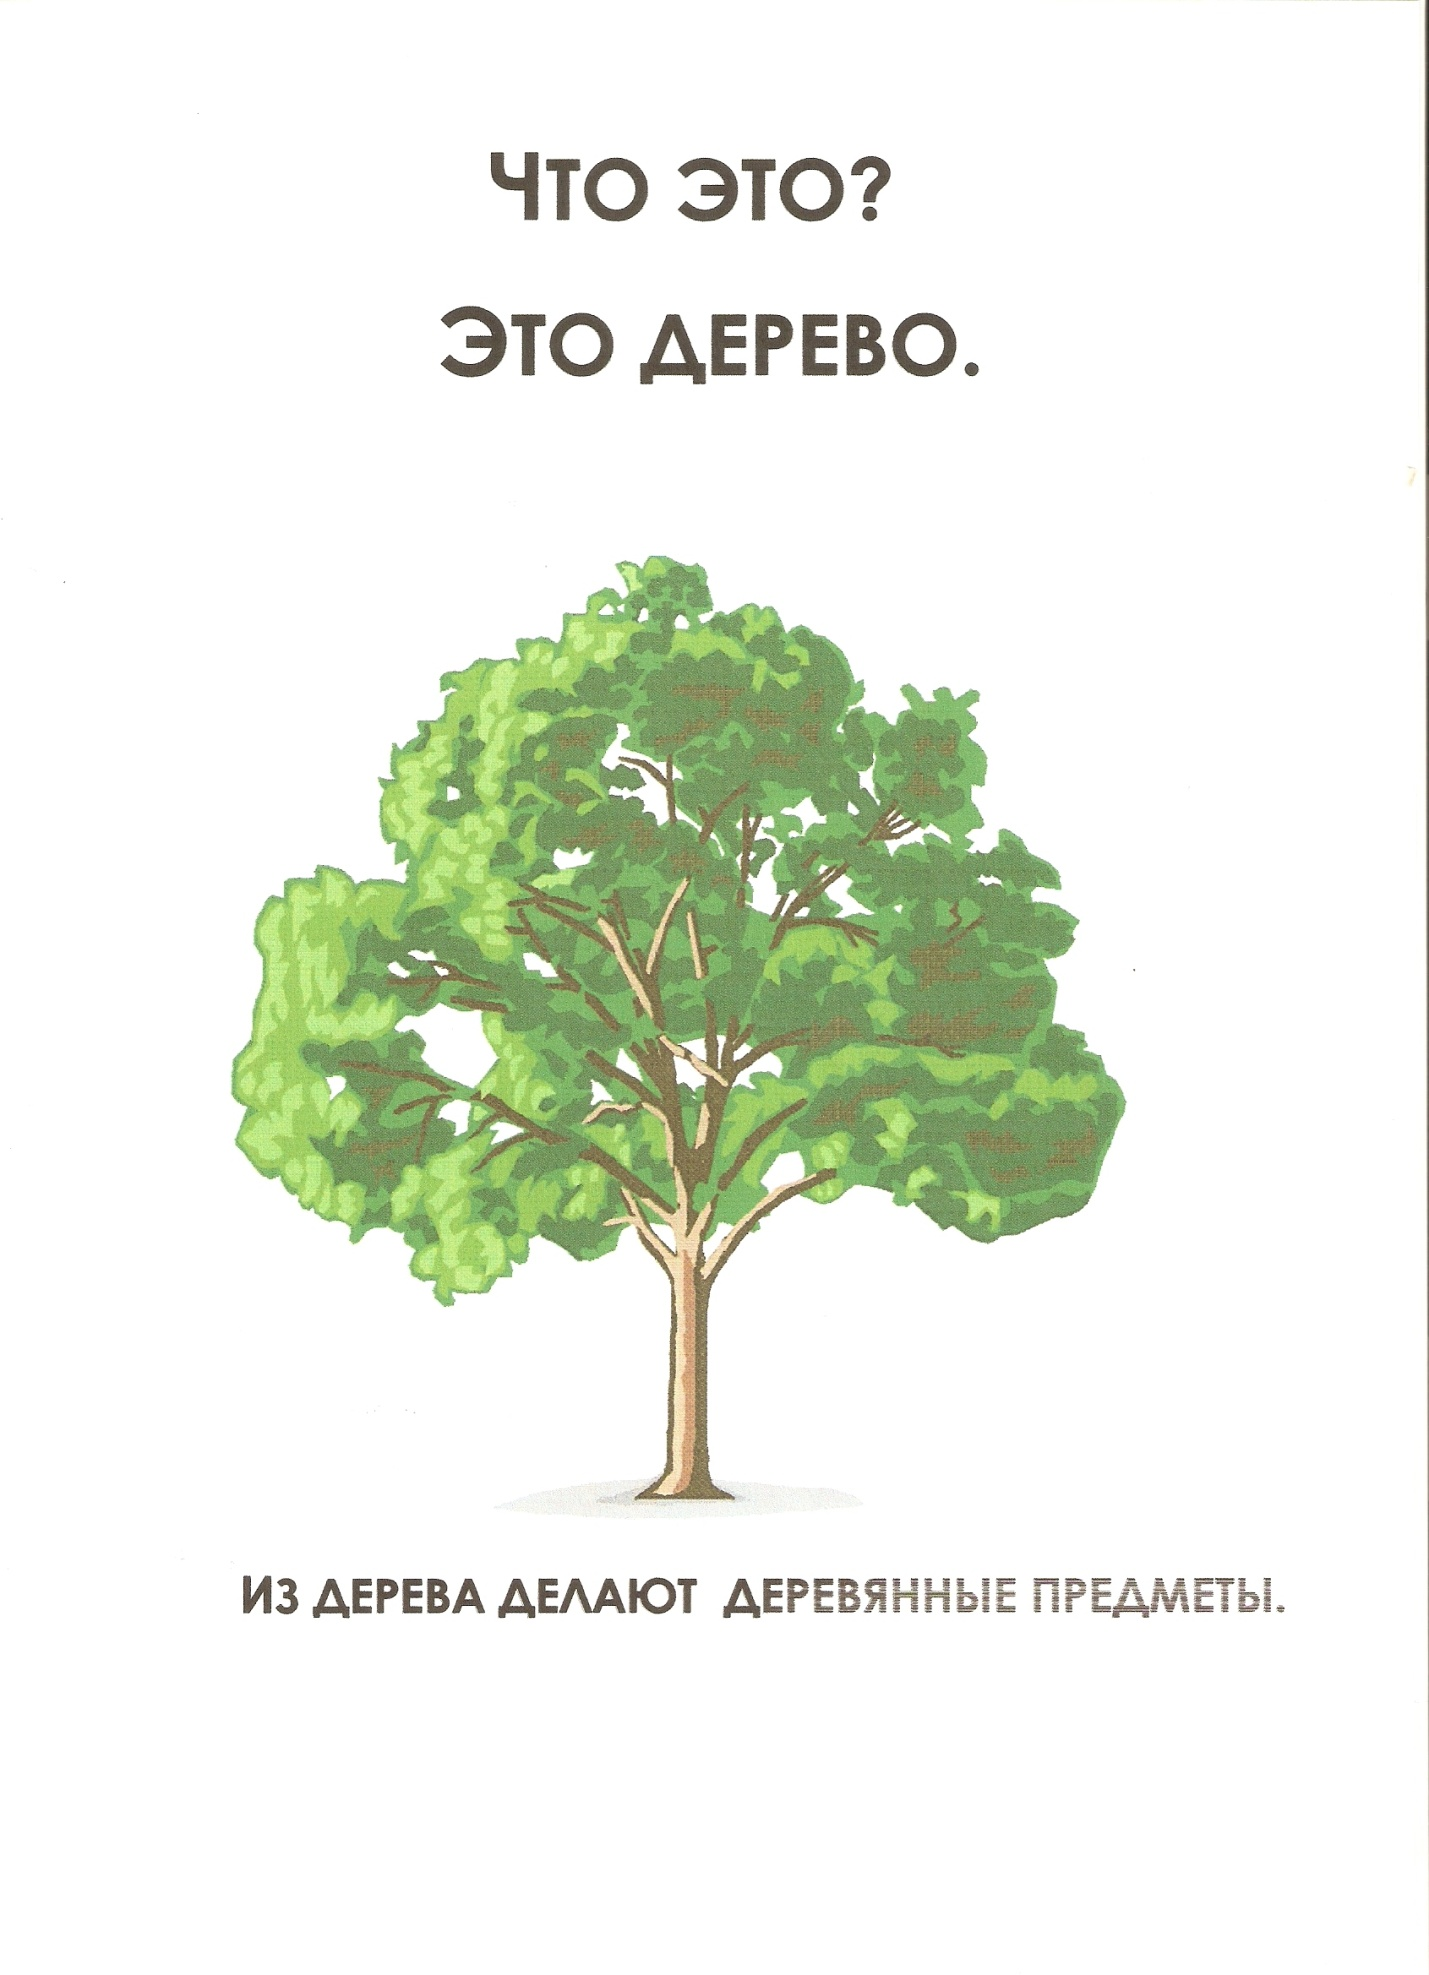 Что это?
Это дерево.
Из дерева делают деревянные предметы.